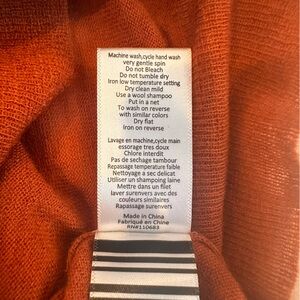 Machine wash,cycle hand wash
very gentle spin
Do not Bleach
Do not tumble dry
Iron low temperature setting
Dry clean mild
Use a wool shampoo
Put in a net
To wash on reverse
with similar colors
Dry flat
Iron on reverse
Lavage en machine,cycle main
essorage tres doux
Chlore interdit
Pas de sechage tambour
Repassage temperature faible
Nettoyage a sec delicat
Utiliser un shampoing laine
Mettre dans un filet
laver surenvers avec des
couleurs similaires
Rapassage surenvers
Made in China
Fabriqué en Chine
RN#110683